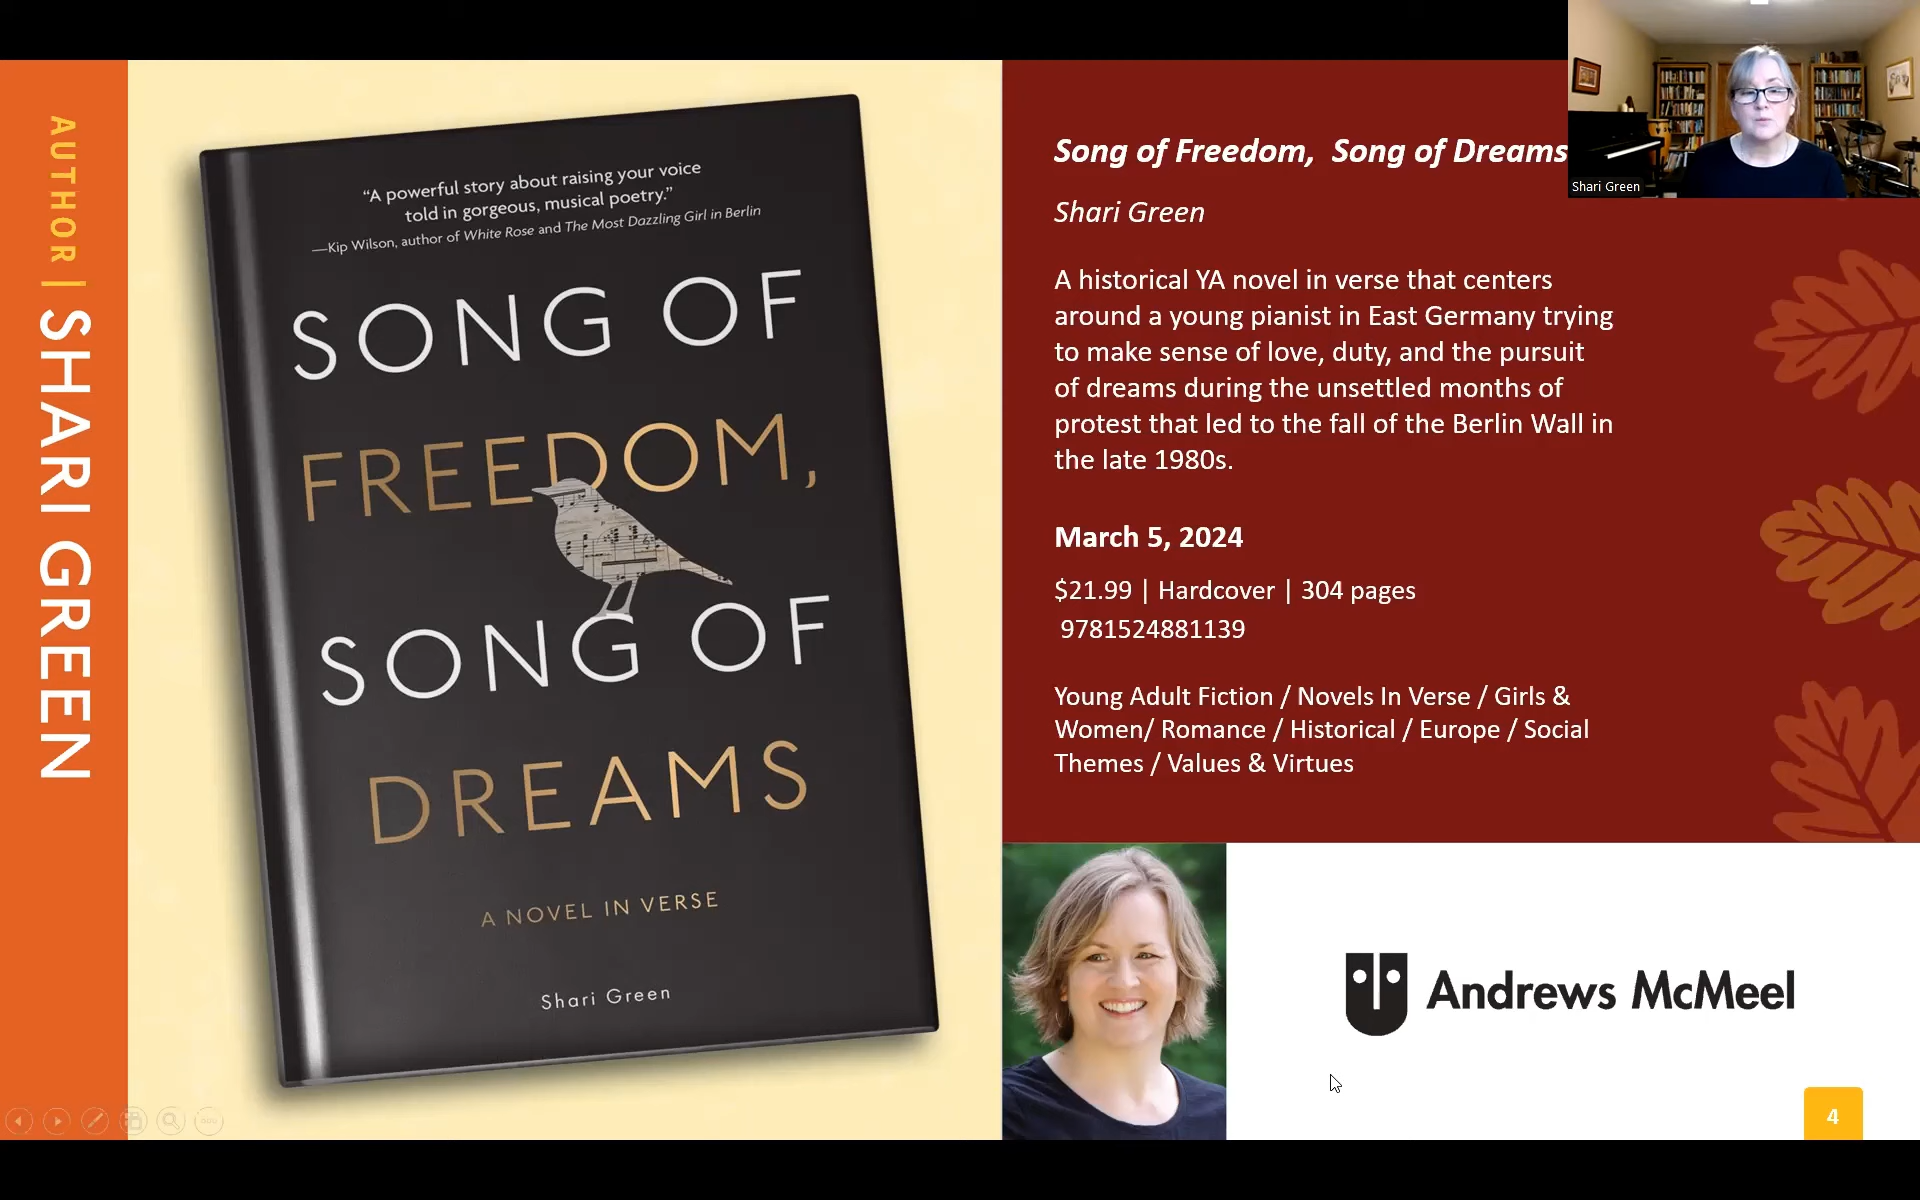 AUTHOR | SHARI GREEN
“A powerful story about raising your voice
told in gorgeous, musical poetry.”
—Kip Wilson, author of White Rose and The Most Dazzling Girl in Berlin
SONG OF
FREEDOM,
SONG OF
DREAMS
A NOVEL IN VERSE
Shari Green
Song of Freedom, Song of Dreams
Shari Green
A historical YA novel in verse that centers
around a young pianist in East Germany trying
to make sense of love, duty, and the pursuit
of dreams during the unsettled months of
protest that led to the fall of the Berlin Wall in
the late 1980s.
March 5, 2024
$21.99 | Hardcover | 304 pages
9781524881139
Young Adult Fiction / Novels In Verse / Girls &
Women/ Romance / Historical / Europe / Social
Themes / Values & Virtues
Shari Green
Andrews McMeel
4